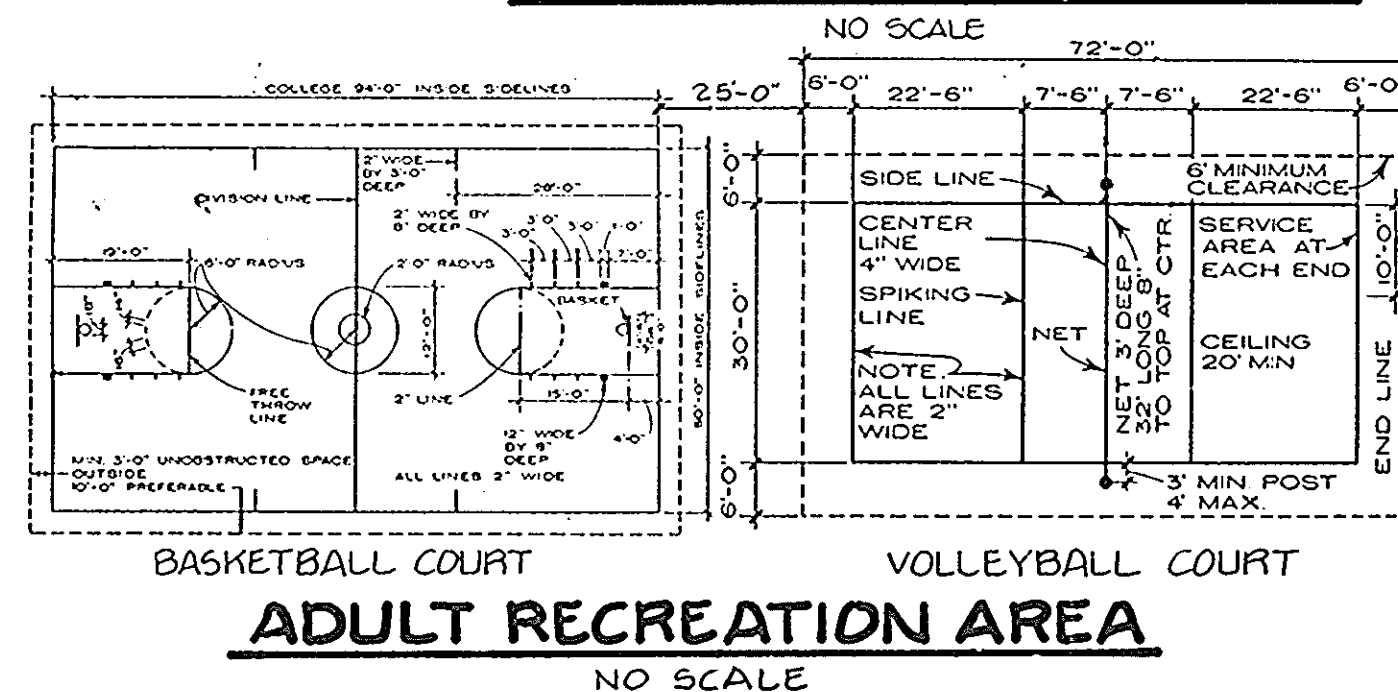 NO SCALE
72'-0"
COLLEGE 94'-0" INSIDE SIDELINES
25'-0"
6'-0"
22'-6"
7'-6"
7'-6"
22'-6"
6'-0"
2" WIDE
BY 3'-0"
DEEP
DIVISION LINE
28'-0"
2" WIDE BY
8" DEEP
3'-0"
3'-0"
3'-0"
1'-0"
7'-0"
19'-0"
6'-0" RADIUS
2'-0" RADIUS
BASKET
12'-0"
FREE
THROW
LINE
2" LINE
15'-0"
4'-0"
12" WIDE
BY 8"
DEEP
MIN. 3'-0" UNOBSTRUCTED SPACE
OUTSIDE
10'-0" PREFERABLE
ALL LINES 2" WIDE
50'-0" INSIDE SIDELINES
6'-0"
30'-0"
6'-0"
SIDE LINE
6' MINIMUM
CLEARANCE
CENTER
LINE
4" WIDE
SPIKING
LINE
NET
NOTE.
ALL LINES
ARE 2"
WIDE
NET 3' DEEP
32' LONG 8"
TO TOP AT CTR.
SERVICE
AREA AT
EACH END
CEILING
20' MIN
10'-0"
END LINE
3' MIN. POST
4' MAX.
BASKETBALL COURT
VOLLEYBALL COURT
ADULT RECREATION AREA
NO SCALE